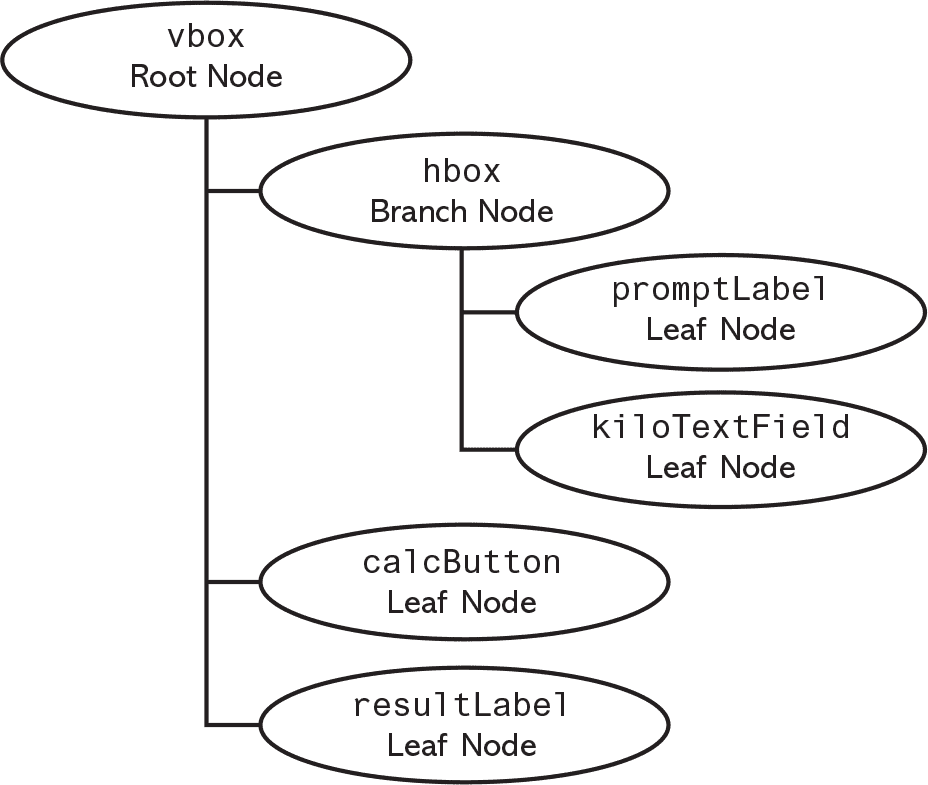 vbox
Root Node
hbox
Branch Node
promptLabel
Leaf Node
kiloTextField
Leaf Node
calcButton
Leaf Node
resultLabel
Leaf Node